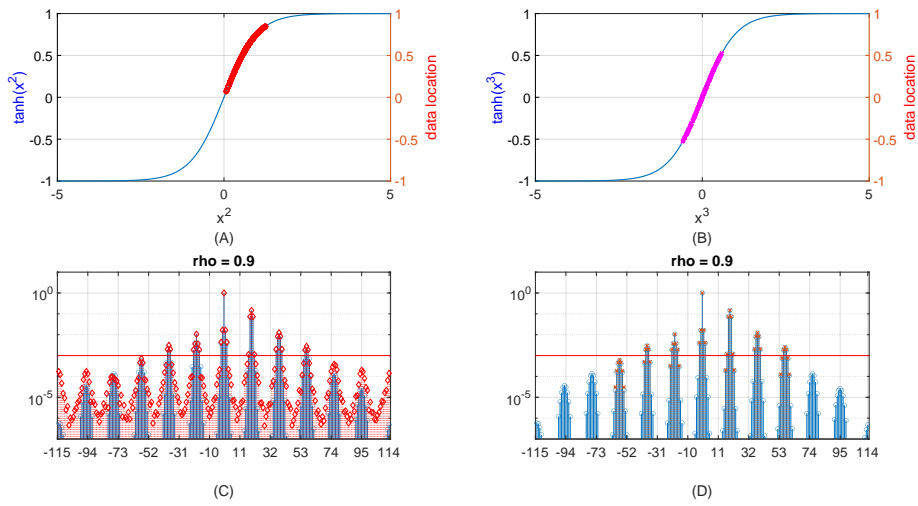 1 1
0.5 0.5
0 0
-0.5 -0.5
-1 -1
-5 0 5
tanh(x²)
data location
x²
(A)
1 1
0.5 0.5
0 0
-0.5 -0.5
-1 -1
-5 0 5
tanh(x³)
data location
x³
(B)
rho = 0.9
10⁰
10⁻⁵
-115 -94 -73 -52 -31 -10 11 32 53 74 95 114
(C)
rho = 0.9
10⁰
10⁻⁵
-115 -94 -73 -52 -31 -10 11 32 53 74 95 114
(D)